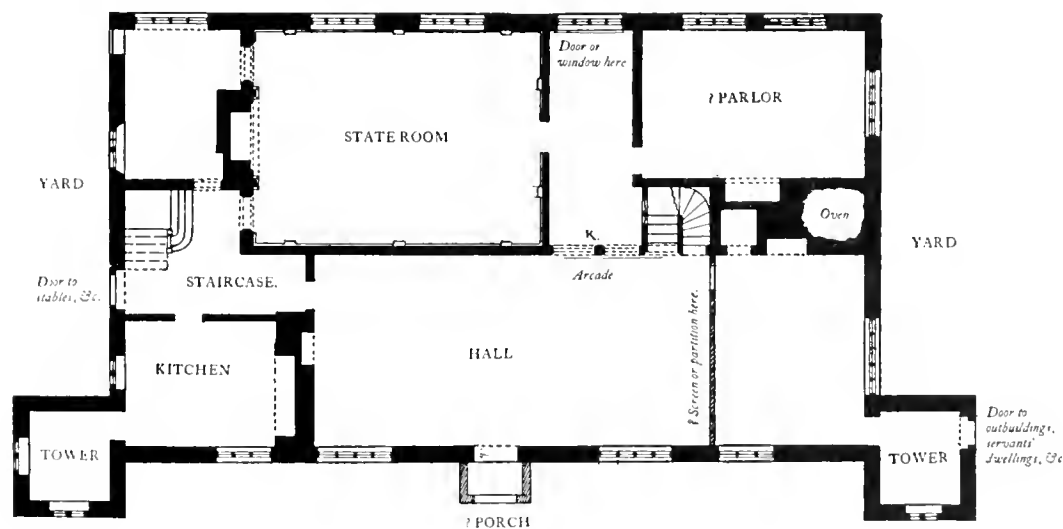 Door or
window here
? PARLOR
STATE ROOM
YARD
Oven
K.
YARD
Arcade
Door to
stables, &c.
STAIRCASE.
? Screen or partition here.
HALL
KITCHEN
Door to
outbuildings,
servants'
dwellings, &c
TOWER
TOWER
? PORCH